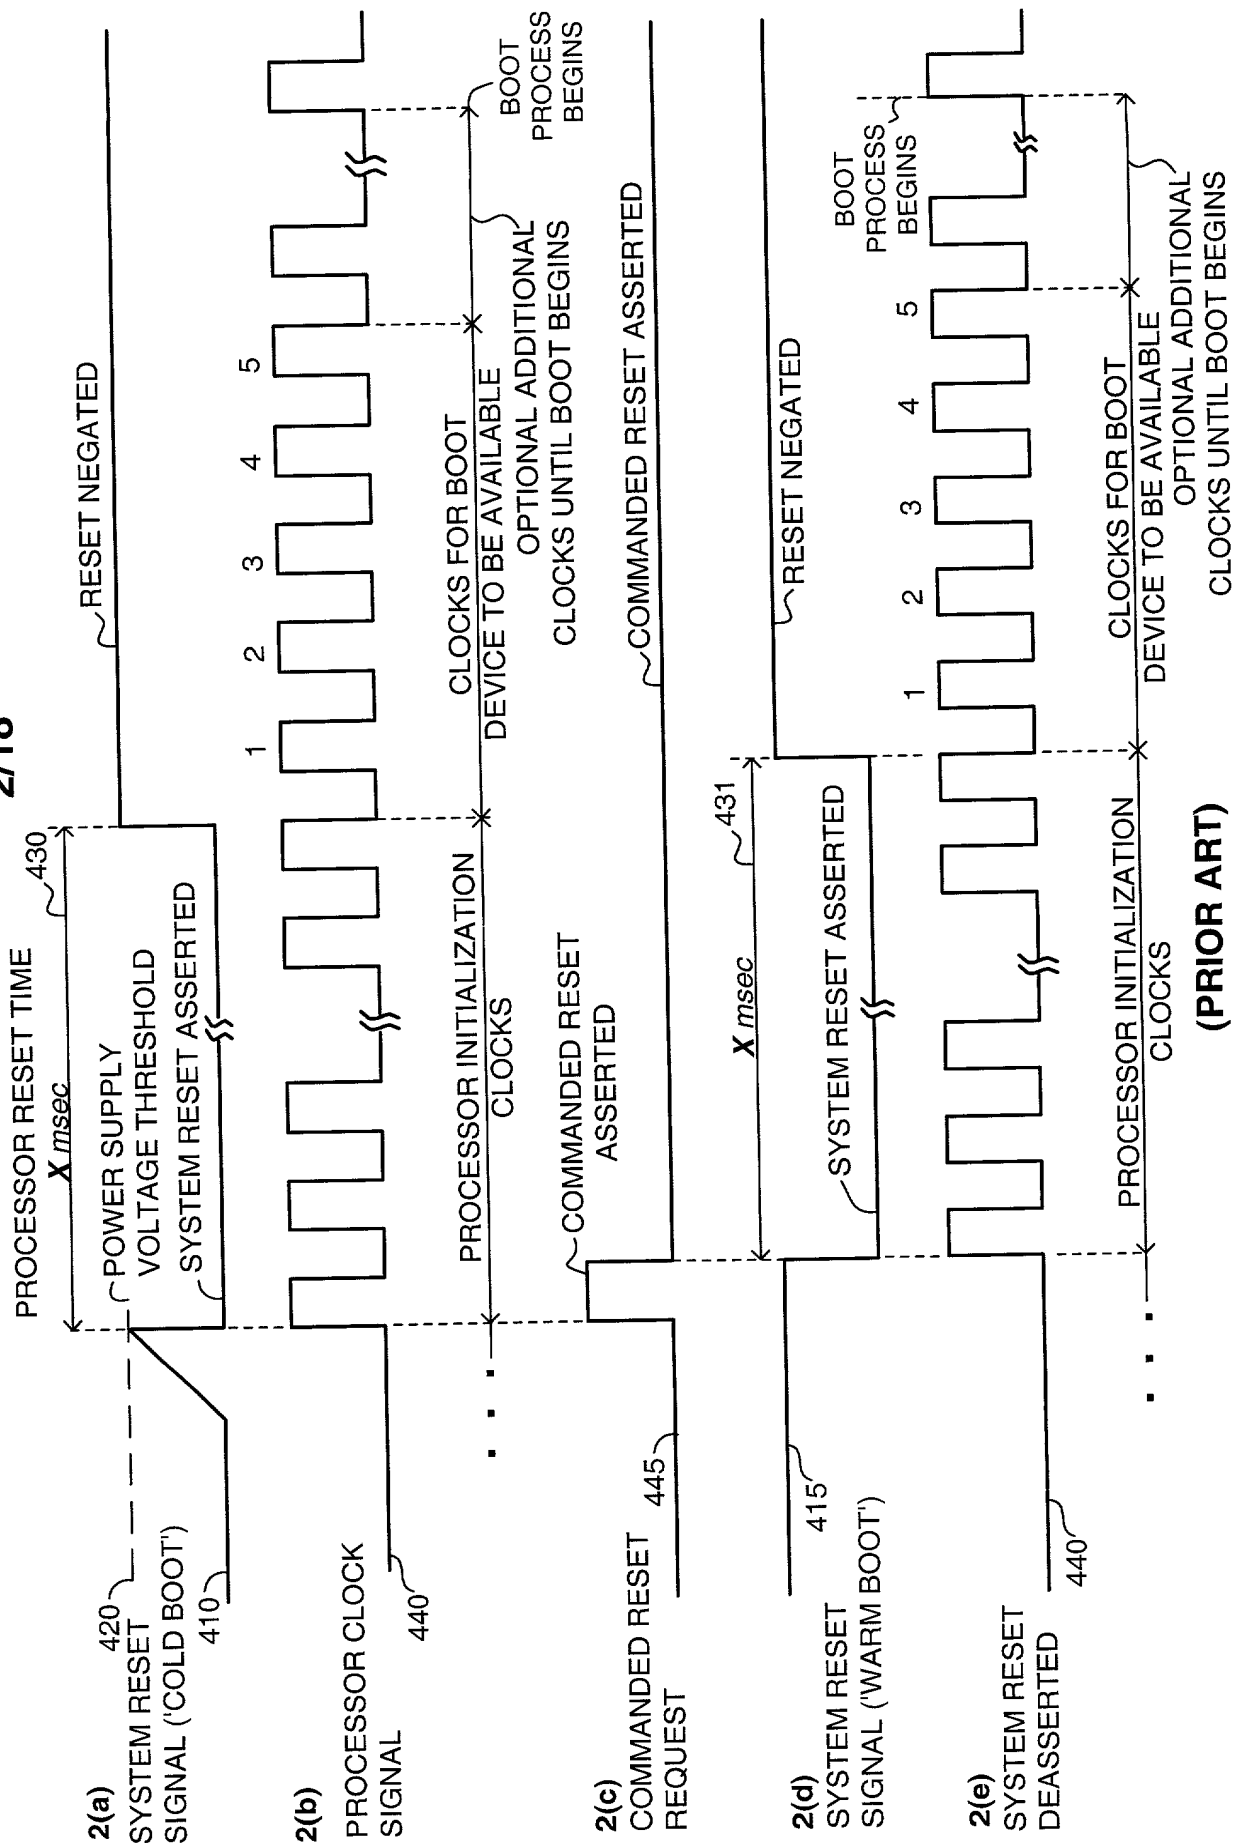 2/18
PROCESSOR RESET TIME
X msec
430
420
POWER SUPPLY
VOLTAGE THRESHOLD
SYSTEM RESET ASSERTED
RESET NEGATED
2(a)
SYSTEM RESET
SIGNAL ('COLD BOOT')
410
2(b)
PROCESSOR CLOCK
SIGNAL
440
1
2
3
4
5
. . .
PROCESSOR INITIALIZATION
CLOCKS
CLOCKS FOR BOOT
DEVICE TO BE AVAILABLE
OPTIONAL ADDITIONAL
CLOCKS UNTIL BOOT BEGINS
BOOT
PROCESS
BEGINS
2(c)
COMMANDED RESET
REQUEST
445
COMMANDED RESET
ASSERTED
COMMANDED RESET ASSERTED
2(d)
SYSTEM RESET
SIGNAL ('WARM BOOT')
415
X msec
431
SYSTEM RESET ASSERTED
RESET NEGATED
2(e)
SYSTEM RESET
DEASSERTED
440
1
2
3
4
5
BOOT
PROCESS
BEGINS
. . .
PROCESSOR INITIALIZATION
CLOCKS
CLOCKS FOR BOOT
DEVICE TO BE AVAILABLE
OPTIONAL ADDITIONAL
CLOCKS UNTIL BOOT BEGINS
(PRIOR ART)